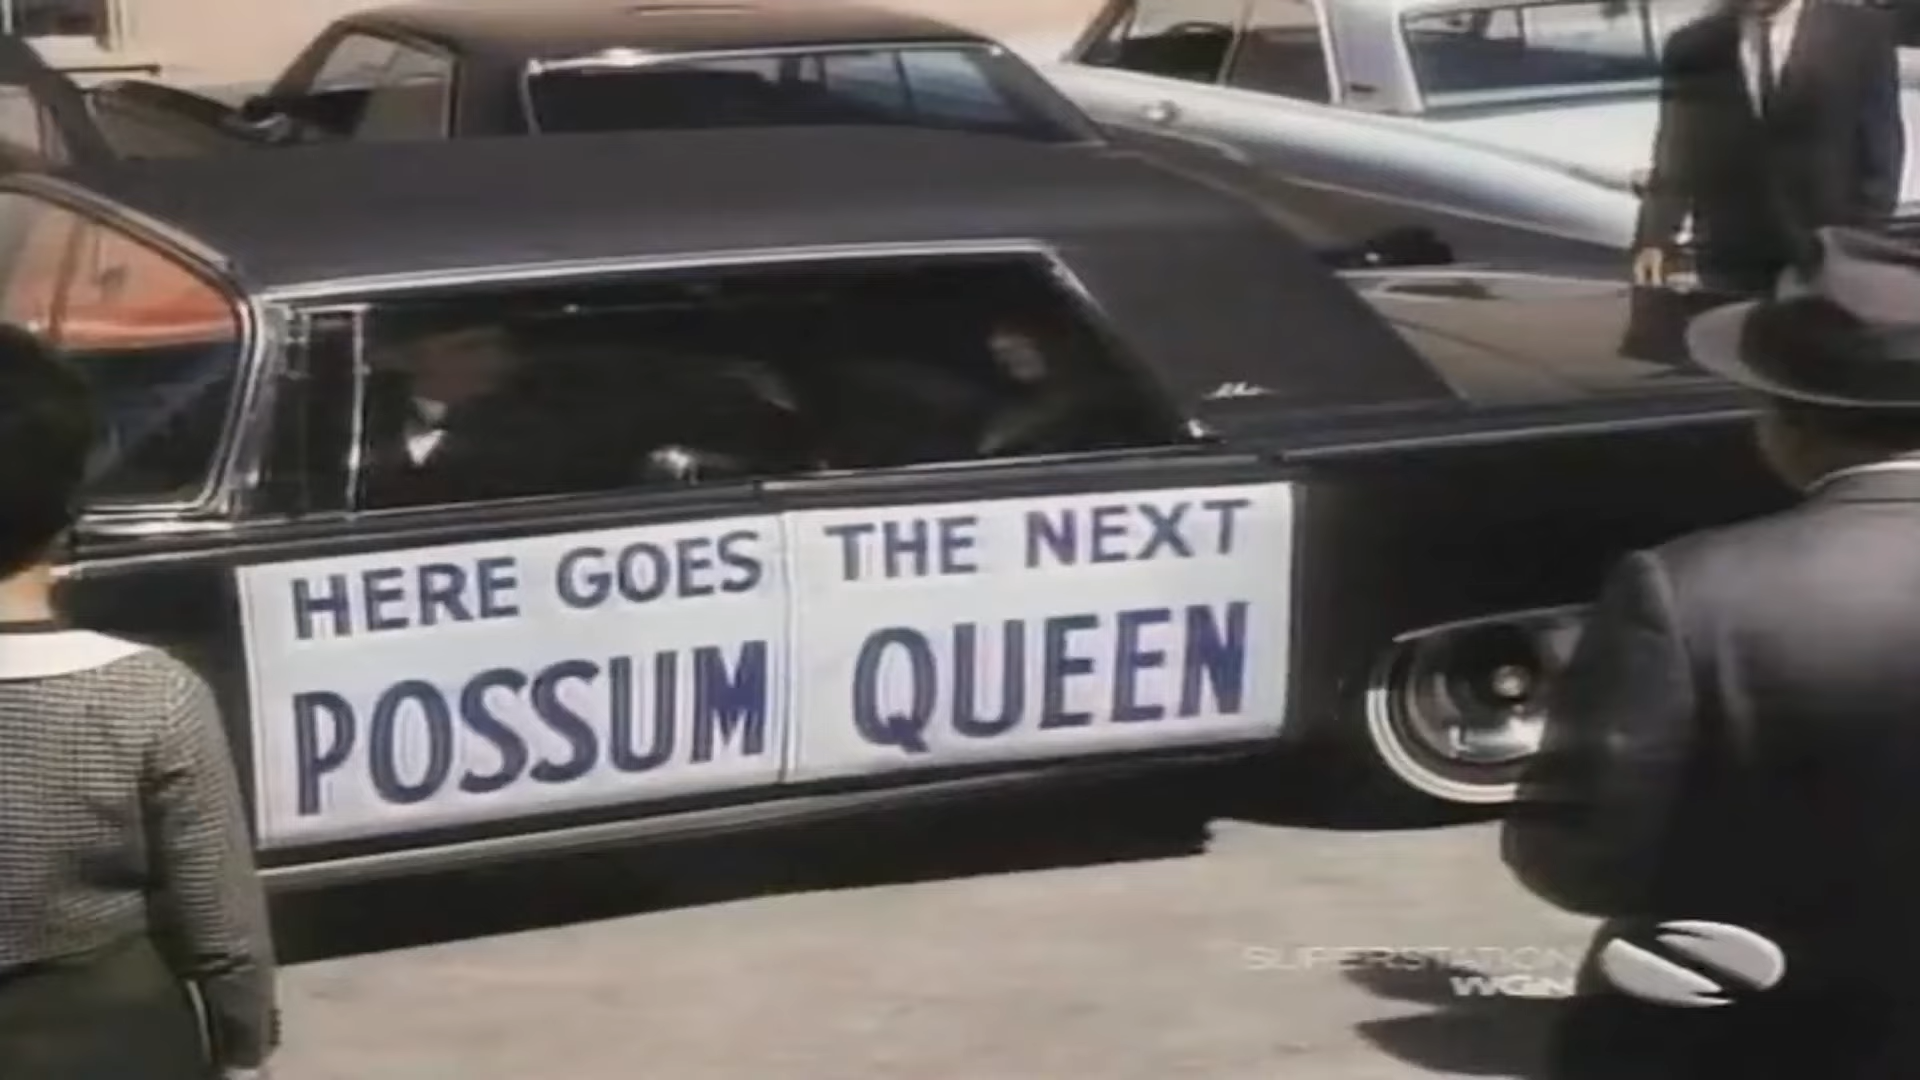 HERE GOES THE NEXT
POSSUM QUEEN
SUPERSTATION
WGN